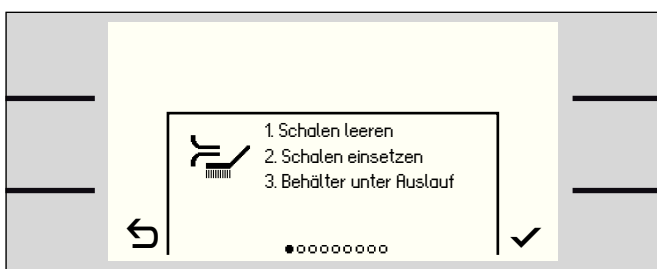 1. Schalen leeren
2. Schalen einsetzen
3. Behälter unter Auslauf